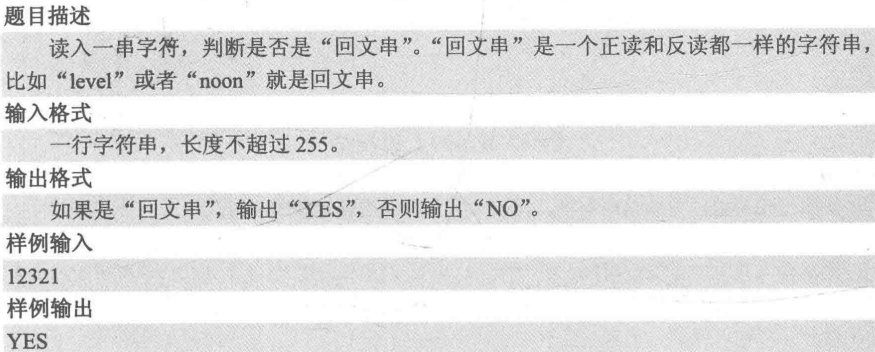 题目描述
读入一串字符，判断是否是“回文串”。“回文串”是一个正读和反读都一样的字符串，
比如“level”或者“noon”就是回文串。
输入格式
一行字符串，长度不超过 255。
输出格式
如果是“回文串”，输出“YES”，否则输出“NO”。
样例输入
12321
样例输出
YES